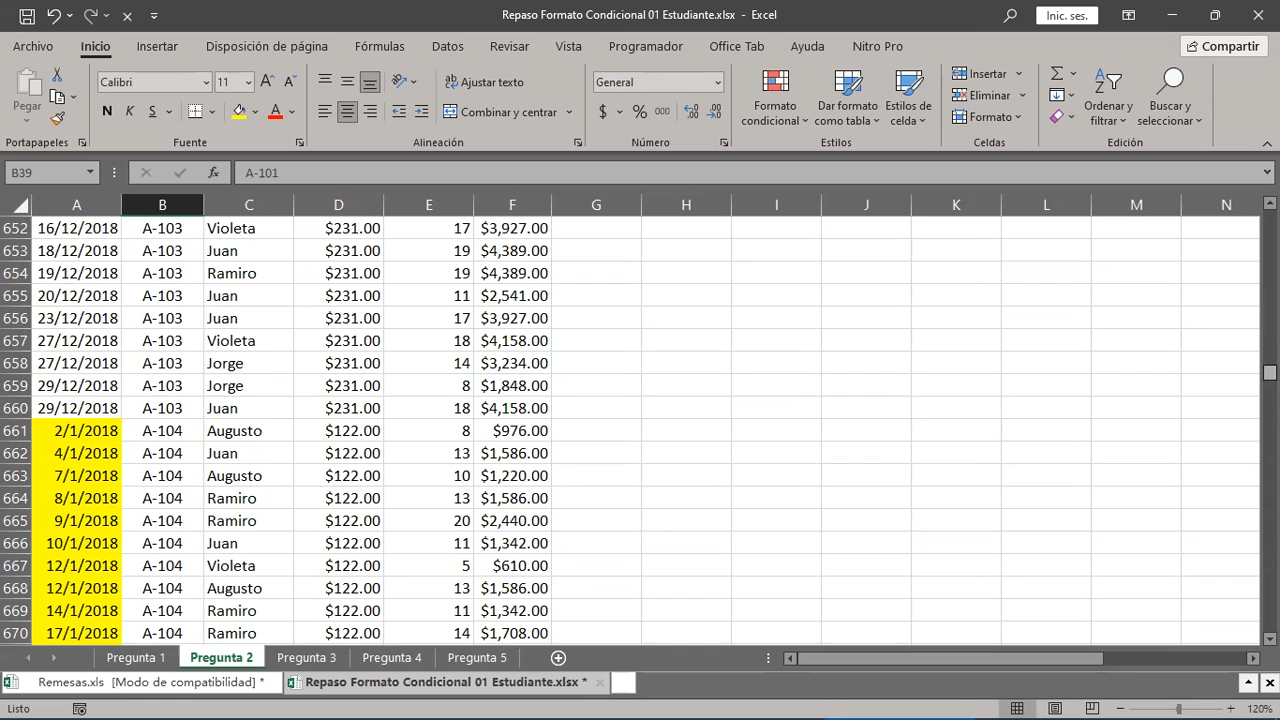 Repaso Formato Condicional 01 Estudiante.xlsx - Excel
Inic. ses.
Archivo Inicio Insertar Disposición de página Fórmulas Datos Revisar Vista Programador Office Tab Ayuda Nitro Pro Compartir
Pegar
Portapapeles
Calibri 11
N K S
Fuente
Ajustar texto
Combinar y centrar
Alineación
General
$ % 000
Número
Formato condicional
Dar formato como tabla
Estilos de celda
Estilos
Insertar
Eliminar
Formato
Celdas
Ordenar y filtrar
Buscar y seleccionar
Edición
B39 fx A-101
A B C D E F G H I J K L M N
652 16/12/2018 A-103 Violeta $231.00 17 $3,927.00
653 18/12/2018 A-103 Juan $231.00 19 $4,389.00
654 19/12/2018 A-103 Ramiro $231.00 19 $4,389.00
655 20/12/2018 A-103 Juan $231.00 11 $2,541.00
656 23/12/2018 A-103 Juan $231.00 17 $3,927.00
657 27/12/2018 A-103 Violeta $231.00 18 $4,158.00
658 27/12/2018 A-103 Jorge $231.00 14 $3,234.00
659 29/12/2018 A-103 Jorge $231.00 8 $1,848.00
660 29/12/2018 A-103 Juan $231.00 18 $4,158.00
661 2/1/2018 A-104 Augusto $122.00 8 $976.00
662 4/1/2018 A-104 Juan $122.00 13 $1,586.00
663 7/1/2018 A-104 Augusto $122.00 10 $1,220.00
664 8/1/2018 A-104 Ramiro $122.00 13 $1,586.00
665 9/1/2018 A-104 Ramiro $122.00 20 $2,440.00
666 10/1/2018 A-104 Juan $122.00 11 $1,342.00
667 12/1/2018 A-104 Violeta $122.00 5 $610.00
668 12/1/2018 A-104 Augusto $122.00 13 $1,586.00
669 14/1/2018 A-104 Ramiro $122.00 11 $1,342.00
670 17/1/2018 A-104 Ramiro $122.00 14 $1,708.00
Pregunta 1 Pregunta 2 Pregunta 3 Pregunta 4 Pregunta 5
Remesas.xls [Modo de compatibilidad] * Repaso Formato Condicional 01 Estudiante.xlsx *
Listo 120%